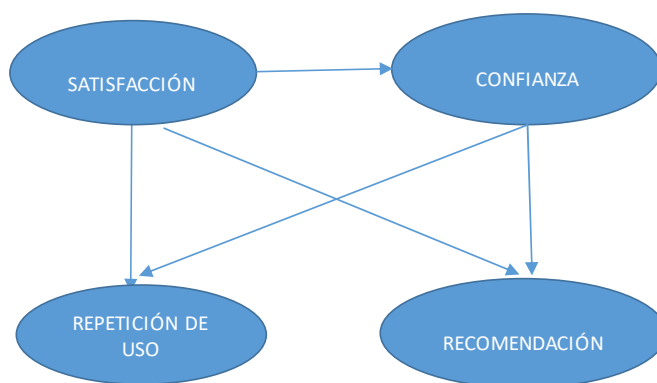 SATISFACCIÓN
CONFIANZA
REPETICIÓN DE
USO
RECOMENDACIÓN